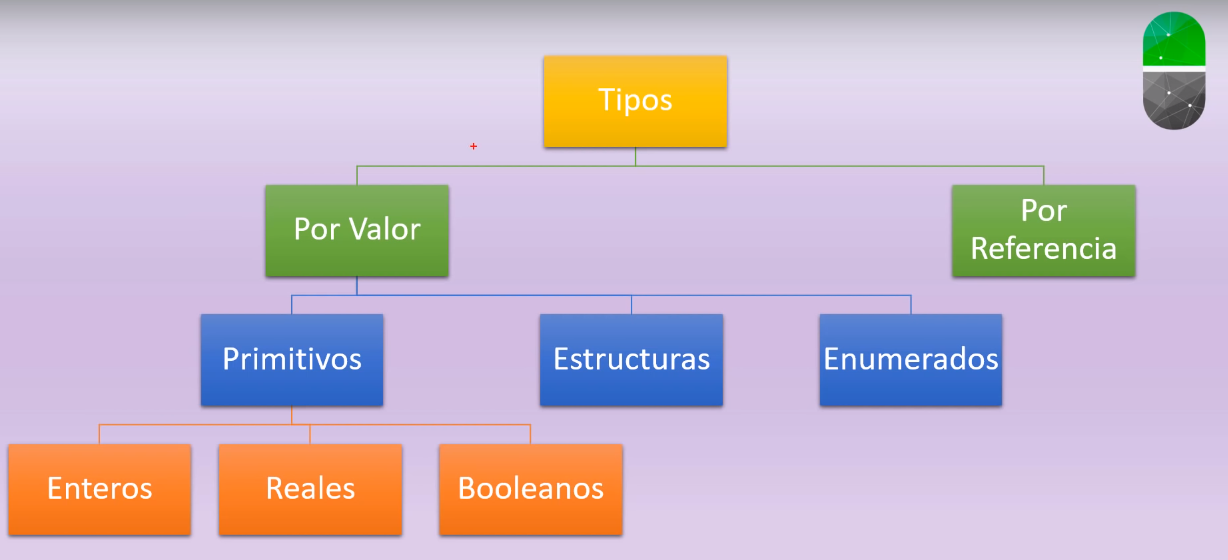 Tipos
Por Valor
Por
Referencia
Primitivos
Estructuras
Enumerados
Enteros
Reales
Booleanos